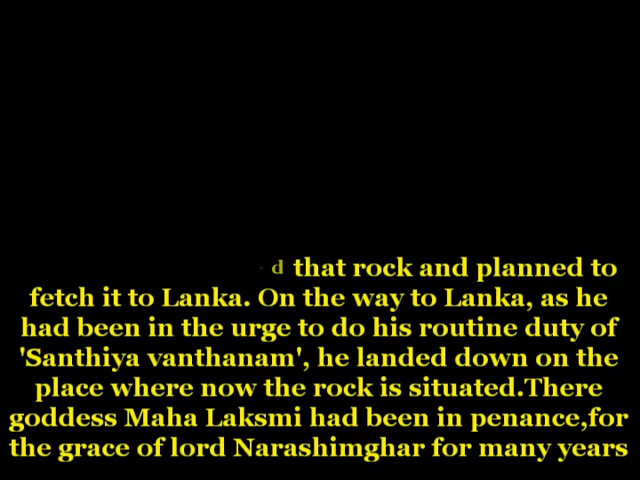 that rock and planned to
fetch it to Lanka. On the way to Lanka, as he
had been in the urge to do his routine duty of
'Santhiya vanthanam', he landed down on the
place where now the rock is situated.There
goddess Maha Laksmi had been in penance,for
the grace of lord Narashimghar for many years